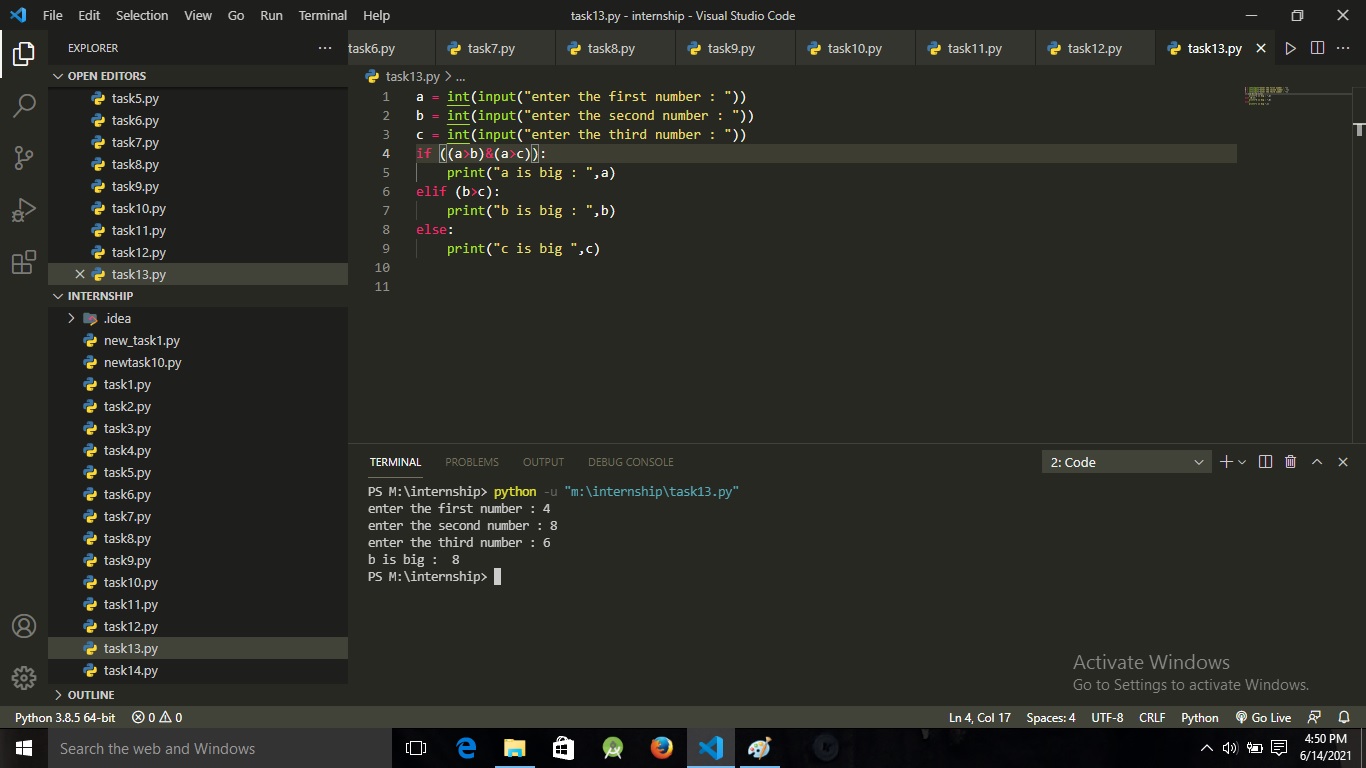 File Edit Selection View Go Run Terminal Help task13.py - internship - Visual Studio Code
EXPLORER
task6.py task7.py task8.py task9.py task10.py task11.py task12.py task13.py
OPEN EDITORS
task5.py
task6.py
task7.py
task8.py
task9.py
task10.py
task11.py
task12.py
task13.py
INTERNSHIP
.idea
new_task1.py
newtask10.py
task1.py
task2.py
task3.py
task4.py
task5.py
task6.py
task7.py
task8.py
task9.py
task10.py
task11.py
task12.py
task13.py
task14.py
OUTLINE
task13.py > ...
1 a = int(input("enter the first number : "))
2 b = int(input("enter the second number : "))
3 c = int(input("enter the third number : "))
4 if ((a>b)&(a>c)):
5     print("a is big : ",a)
6 elif (b>c):
7     print("b is big : ",b)
8 else:
9     print("c is big ",c)
10
11
TERMINAL PROBLEMS OUTPUT DEBUG CONSOLE 2: Code
PS M:\internship> python -u "m:\internship\task13.py"
enter the first number : 4
enter the second number : 8
enter the third number : 6
b is big :  8
PS M:\internship>
Activate Windows
Go to Settings to activate Windows.
Python 3.8.5 64-bit 0 0 Ln 4, Col 17 Spaces: 4 UTF-8 CRLF Python Go Live
Search the web and Windows
4:50 PM
6/14/2021